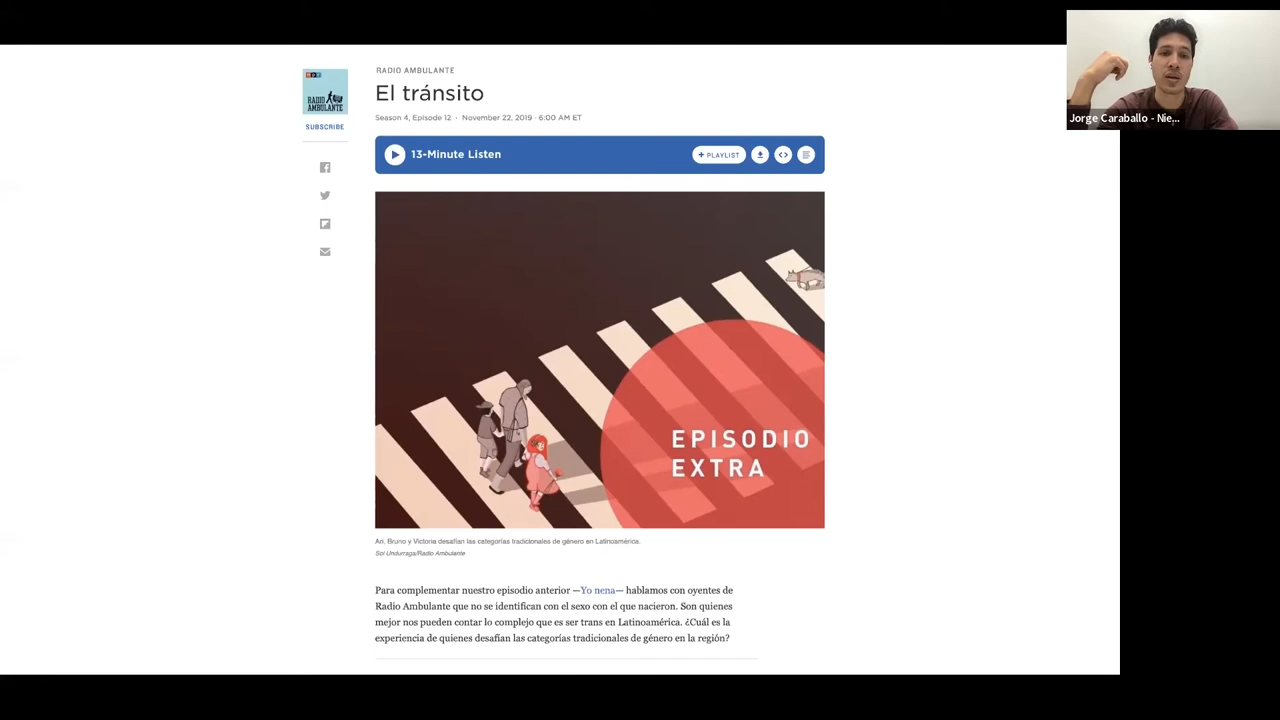 RADIO AMBULANTE
El tránsito
Season 4, Episode 12 · November 22, 2019 · 6:00 AM ET
npr
RADIO
AMBULANTE
SUBSCRIBE
13-Minute Listen
+ PLAYLIST
EPISODIO
EXTRA
Ari, Bruno y Victoria desafían las categorías tradicionales de género en Latinoamérica.
Sol Undurraga/Radio Ambulante
Para complementar nuestro episodio anterior —Yo nena— hablamos con oyentes de
Radio Ambulante que no se identifican con el sexo con el que nacieron. Son quienes
mejor nos pueden contar lo complejo que es ser trans en Latinoamérica. ¿Cuál es la
experiencia de quienes desafían las categorías tradicionales de género en la región?
Jorge Caraballo - Nie...